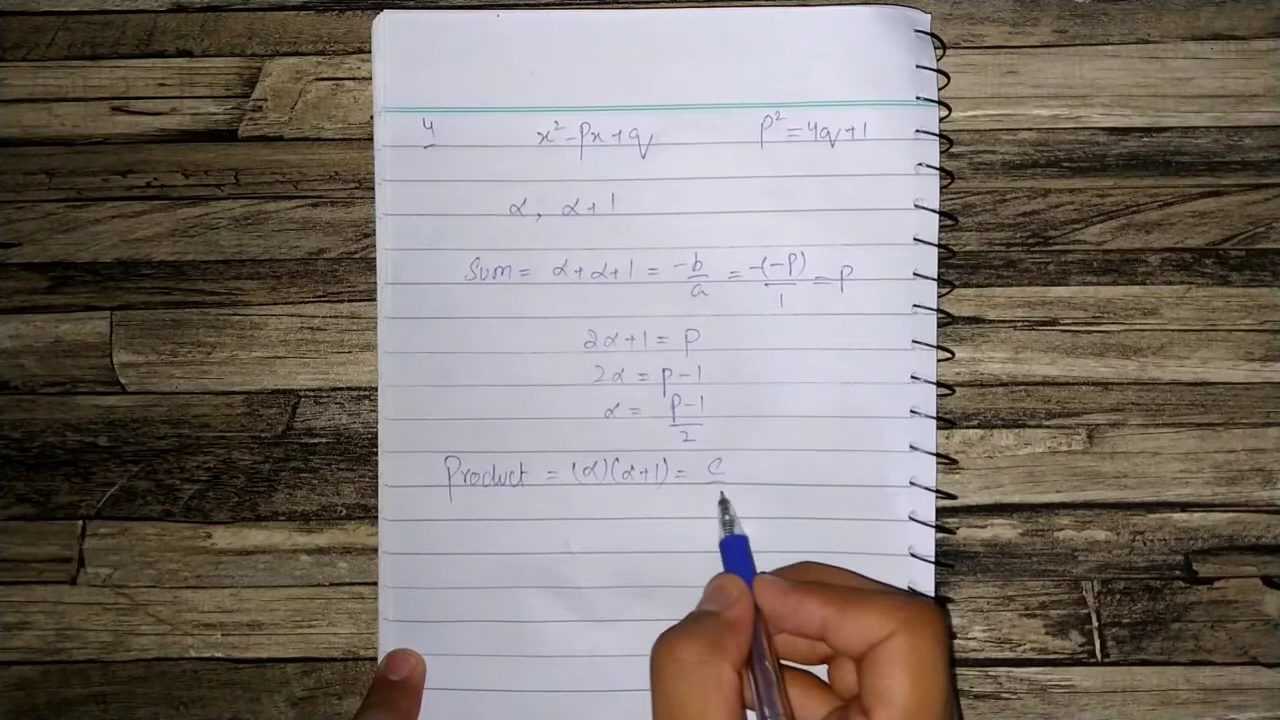 4 x² - px + q p² = 4q + 1
α, α + 1
Sum = α + α + 1 = -b/a = -(-p)/1 = p
2α + 1 = p
2α = p - 1
α = p - 1/2
Product = (α)(α+1) = c